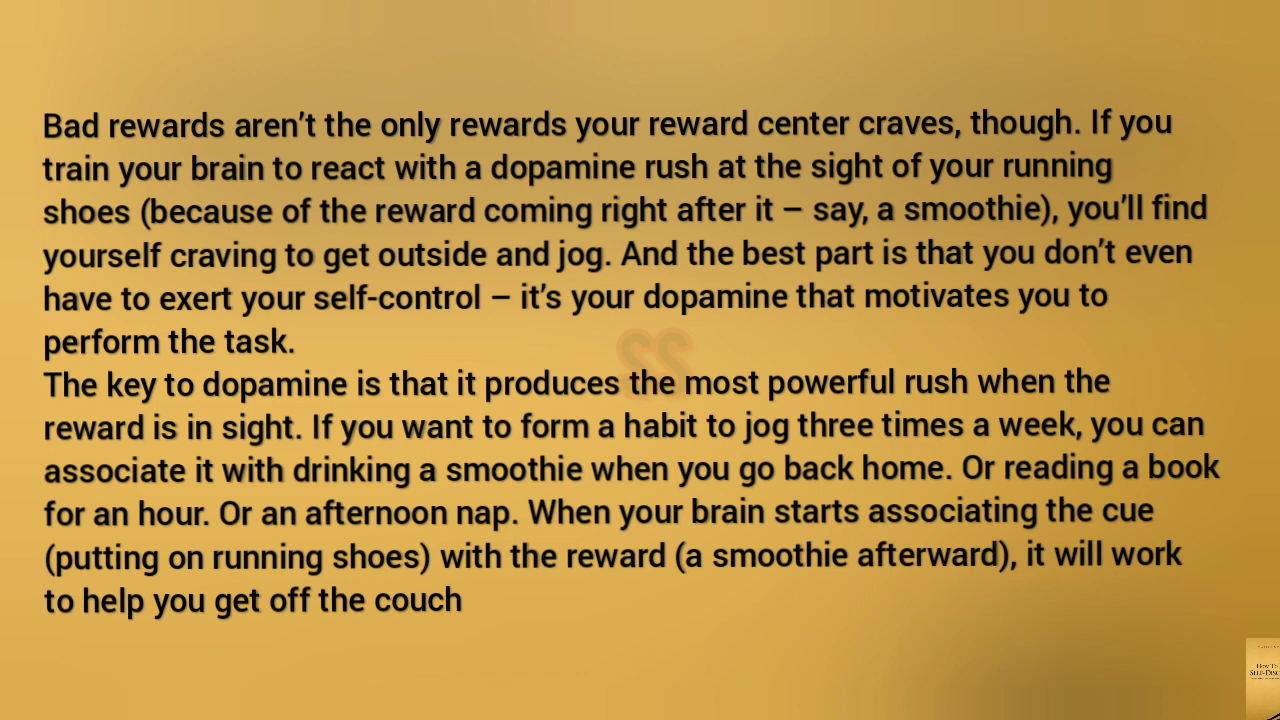 Bad rewards aren’t the only rewards your reward center craves, though. If you
train your brain to react with a dopamine rush at the sight of your running
shoes (because of the reward coming right after it – say, a smoothie), you’ll find
yourself craving to get outside and jog. And the best part is that you don’t even
have to exert your self-control – it’s your dopamine that motivates you to
perform the task.
The key to dopamine is that it produces the most powerful rush when the
reward is in sight. If you want to form a habit to jog three times a week, you can
associate it with drinking a smoothie when you go back home. Or reading a book
for an hour. Or an afternoon nap. When your brain starts associating the cue
(putting on running shoes) with the reward (a smoothie afterward), it will work
to help you get off the couch
How To